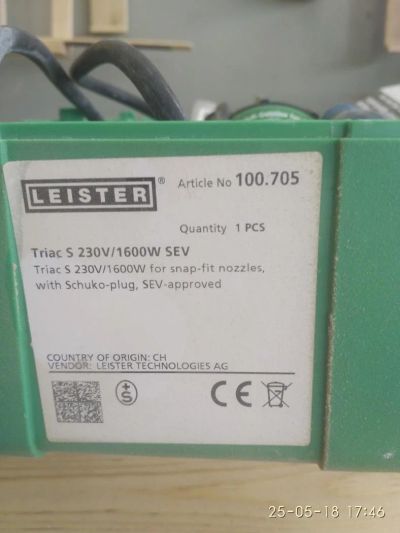 LEISTER®
Article No 100.705
Quantity 1 PCS
Triac S 230V/1600W SEV
Triac S 230V/1600W for snap-fit nozzles,
with Schuko-plug, SEV-approved
COUNTRY OF ORIGIN: CH
VENDOR: LEISTER TECHNOLOGIES AG
+S
CE
25-05-18 17:46